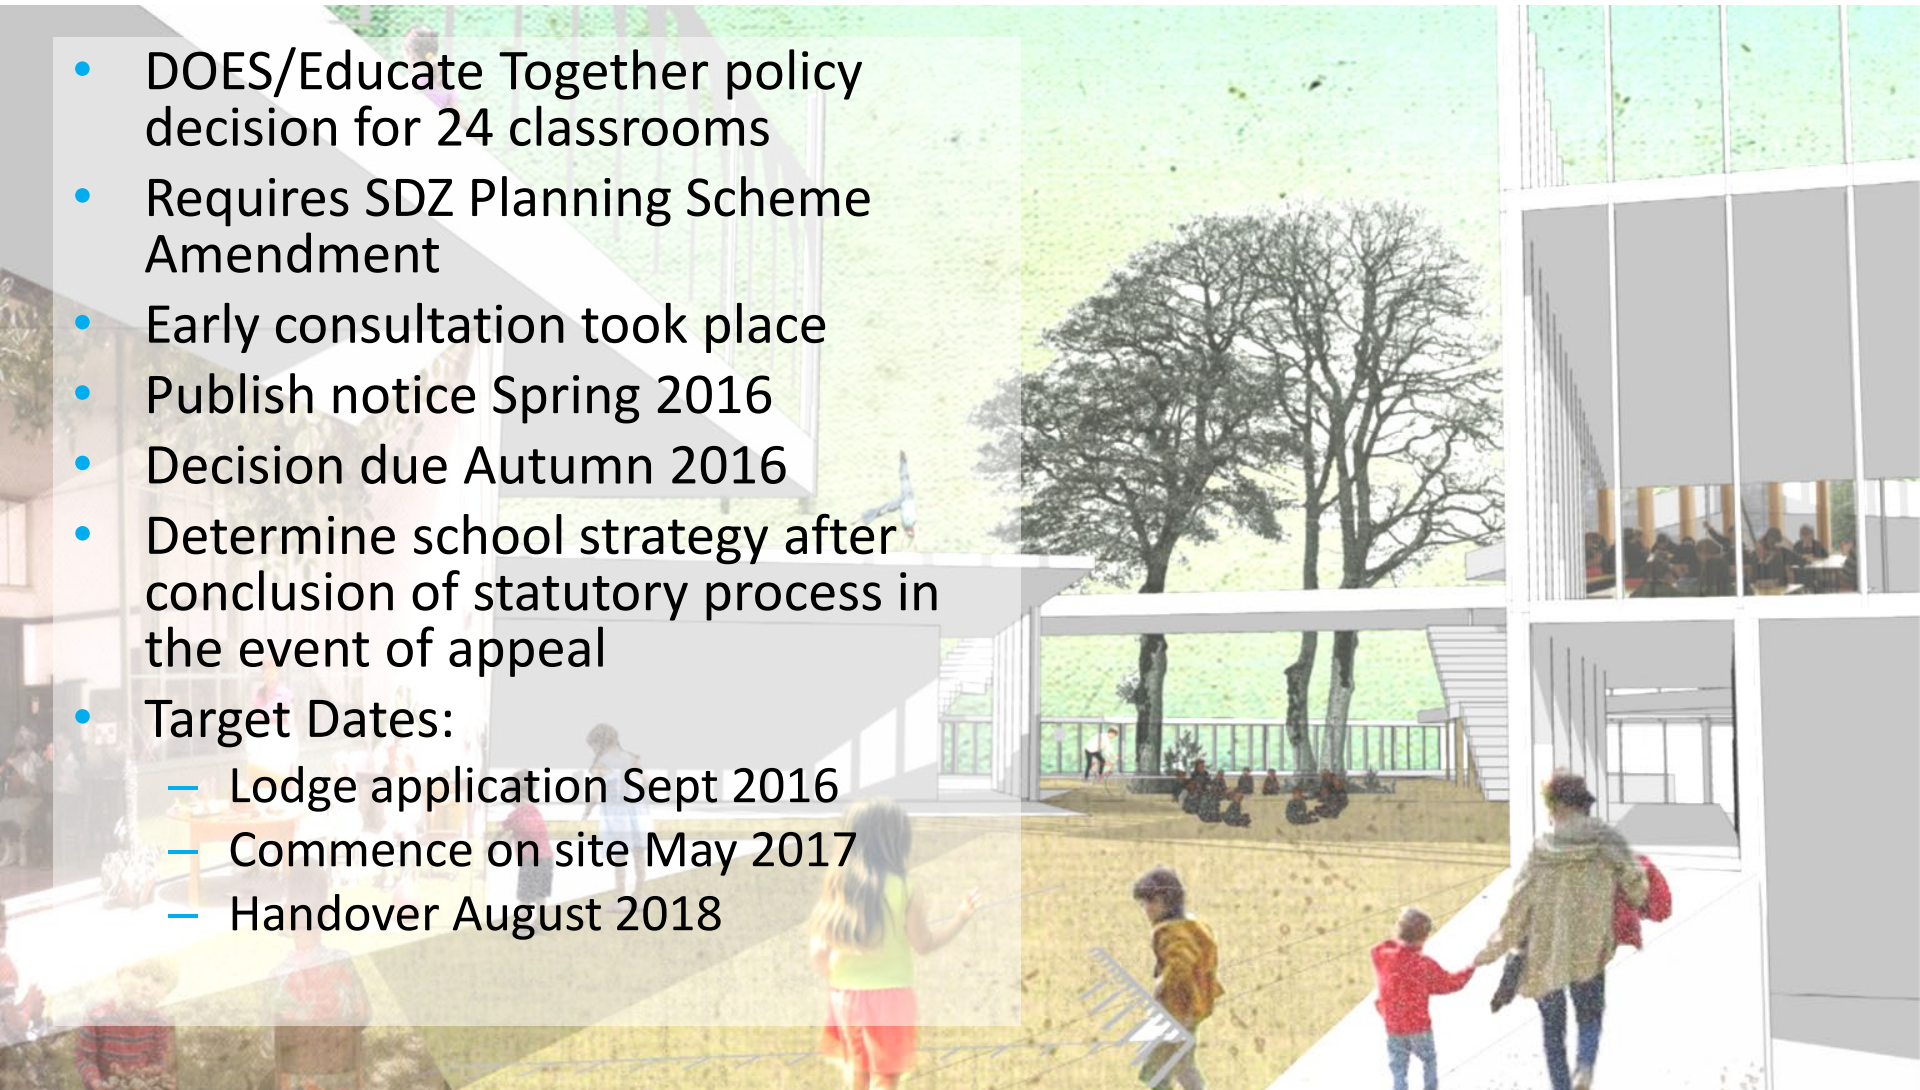 • DOES/Educate Together policy
decision for 24 classrooms
• Requires SDZ Planning Scheme
Amendment
• Early consultation took place
• Publish notice Spring 2016
• Decision due Autumn 2016
• Determine school strategy after
conclusion of statutory process in
the event of appeal
• Target Dates:
– Lodge application Sept 2016
– Commence on site May 2017
– Handover August 2018